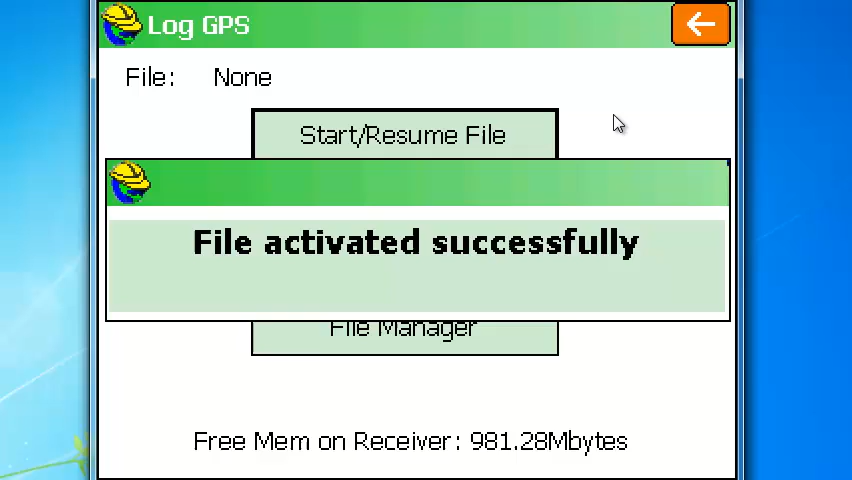 Log GPS
File: None
Start/Resume File
File activated successfully
File Manager
Free Mem on Receiver: 981.28Mbytes